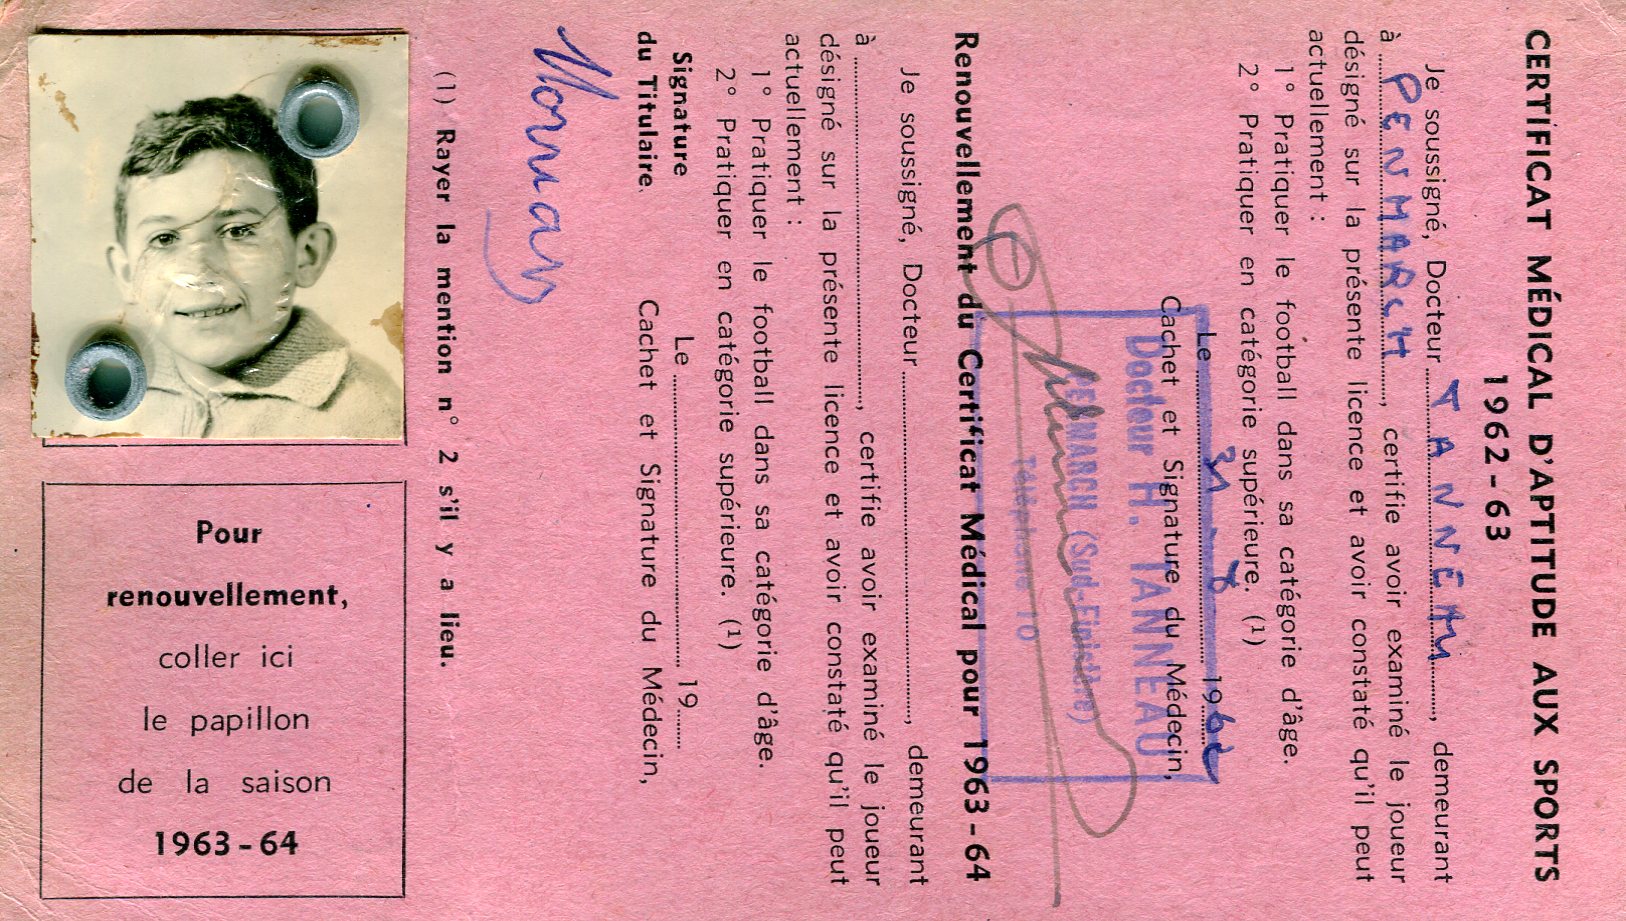 CERTIFICAT MÉDICAL D'APTITUDE AUX SPORTS
1962-63
Je soussigné, Docteur TANNEAU, demeurant
à PENMARCH, certifie avoir examiné le joueur
désigné sur la présente licence et avoir constaté qu'il peut
actuellement :
1° Pratiquer le football dans sa catégorie d'âge.
2° Pratiquer en catégorie supérieure. (1)
Le 31 8 1962
Cachet et Signature du Médecin,
Docteur H. TANNEAU
PENMARCH (Sud-Finistère)
Téléphone 10
Renouvellement du Certificat Médical pour 1963-64
Je soussigné, Docteur, demeurant
à, certifie avoir examiné le joueur
désigné sur la présente licence et avoir constaté qu'il peut
actuellement :
1° Pratiquer le football dans sa catégorie d'âge.
2° Pratiquer en catégorie supérieure. (1)
Le 19
Signature
du Titulaire.
Cachet et Signature du Médecin,
(1) Rayer la mention n° 2 s'il y a lieu.
Pour
renouvellement,
coller ici
le papillon
de la saison
1963-64